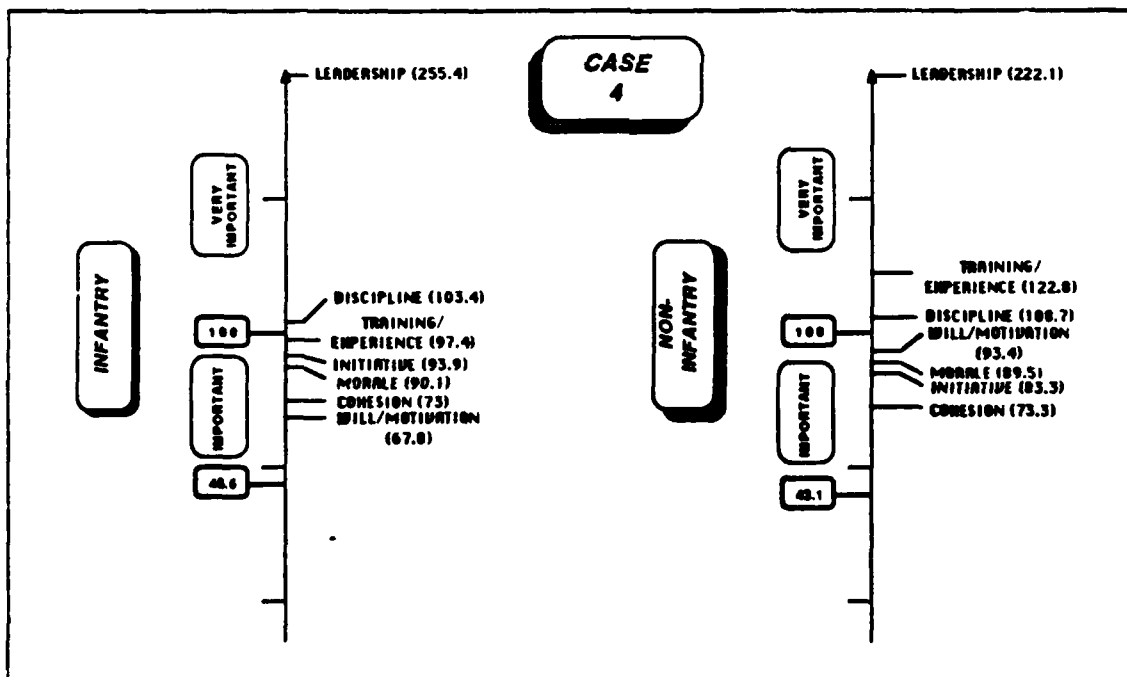 CASE
4
INFANTRY
VERY
IMPORTANT
100
IMPORTANT
LEADERSHIP (255.4)
DISCIPLINE (103.4)
TRAINING/
EXPERIENCE (97.4)
INITIATIVE (93.9)
MORALE (90.1)
COHESION (73)
WILL/MOTIVATION
(67.8)
NON-
INFANTRY
VERY
IMPORTANT
100
IMPORTANT
43.1
LEADERSHIP (222.1)
TRAINING/
EXPERIENCE (122.8)
DISCIPLINE (108.7)
WILL/MOTIVATION
(93.4)
MORALE (89.5)
INITIATIVE (83.3)
COHESION (73.3)